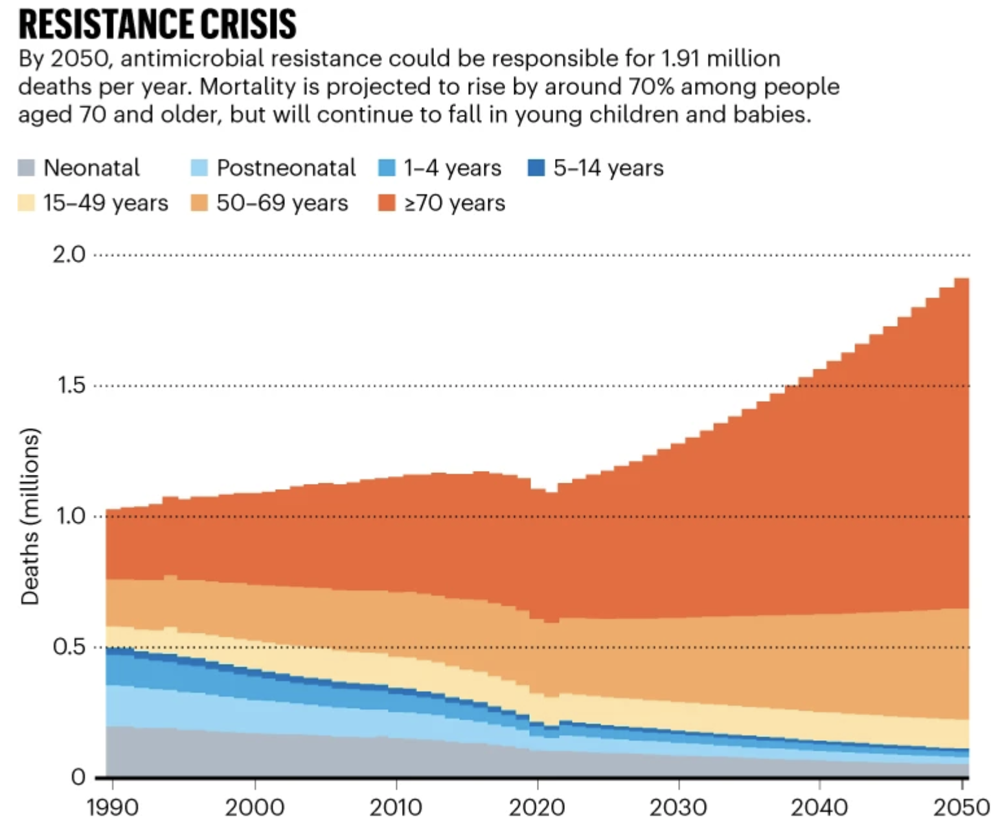 RESISTANCE CRISIS
By 2050, antimicrobial resistance could be responsible for 1.91 million
deaths per year. Mortality is projected to rise by around 70% among people
aged 70 and older, but will continue to fall in young children and babies.
Neonatal Postneonatal 1–4 years 5–14 years
15–49 years 50–69 years ≥70 years
2.0
1.5
1.0
0.5
0
Deaths (millions)
1990 2000 2010 2020 2030 2040 2050